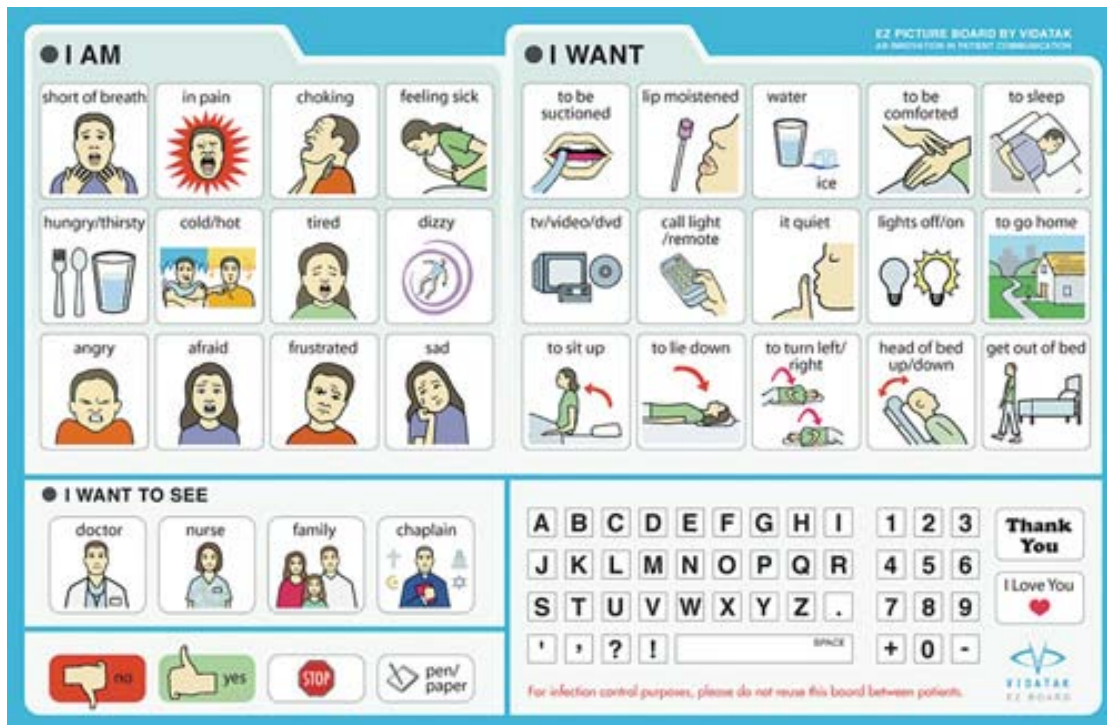 EZ PICTURE BOARD BY VIDATAK
AN INNOVATION IN PATIENT COMMUNICATION
I AM
short of breath
in pain
choking
feeling sick
hungry/thirsty
cold/hot
tired
dizzy
angry
afraid
frustrated
sad
I WANT
to be
suctioned
lip moistened
water
ice
to be
comforted
to sleep
tv/video/dvd
call light
/remote
it quiet
lights off/on
to go home
to sit up
to lie down
to turn left/
right
head of bed
up/down
get out of bed
I WANT TO SEE
doctor
nurse
family
chaplain
no
yes
STOP
pen/
paper
A B C D E F G H I
J K L M N O P Q R
S T U V W X Y Z .
' , ? ! SPACE
1 2 3
4 5 6
7 8 9
+ 0 -
Thank
You
I Love You
For infection control purposes, please do not reuse this board between patients.
VIDATAK
EZ BOARD